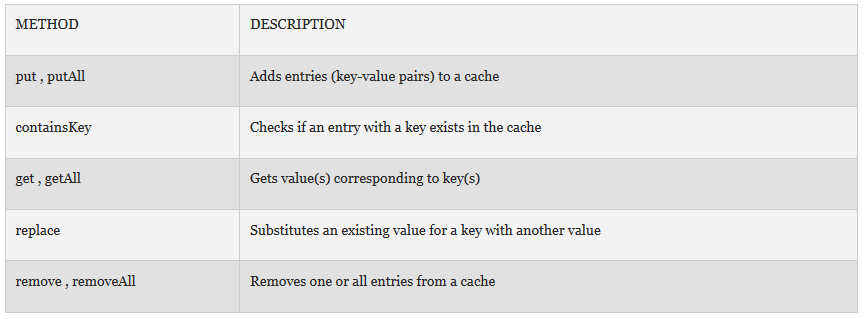 METHOD DESCRIPTION
put , putAll Adds entries (key-value pairs) to a cache
containsKey Checks if an entry with a key exists in the cache
get , getAll Gets value(s) corresponding to key(s)
replace Substitutes an existing value for a key with another value
remove , removeAll Removes one or all entries from a cache